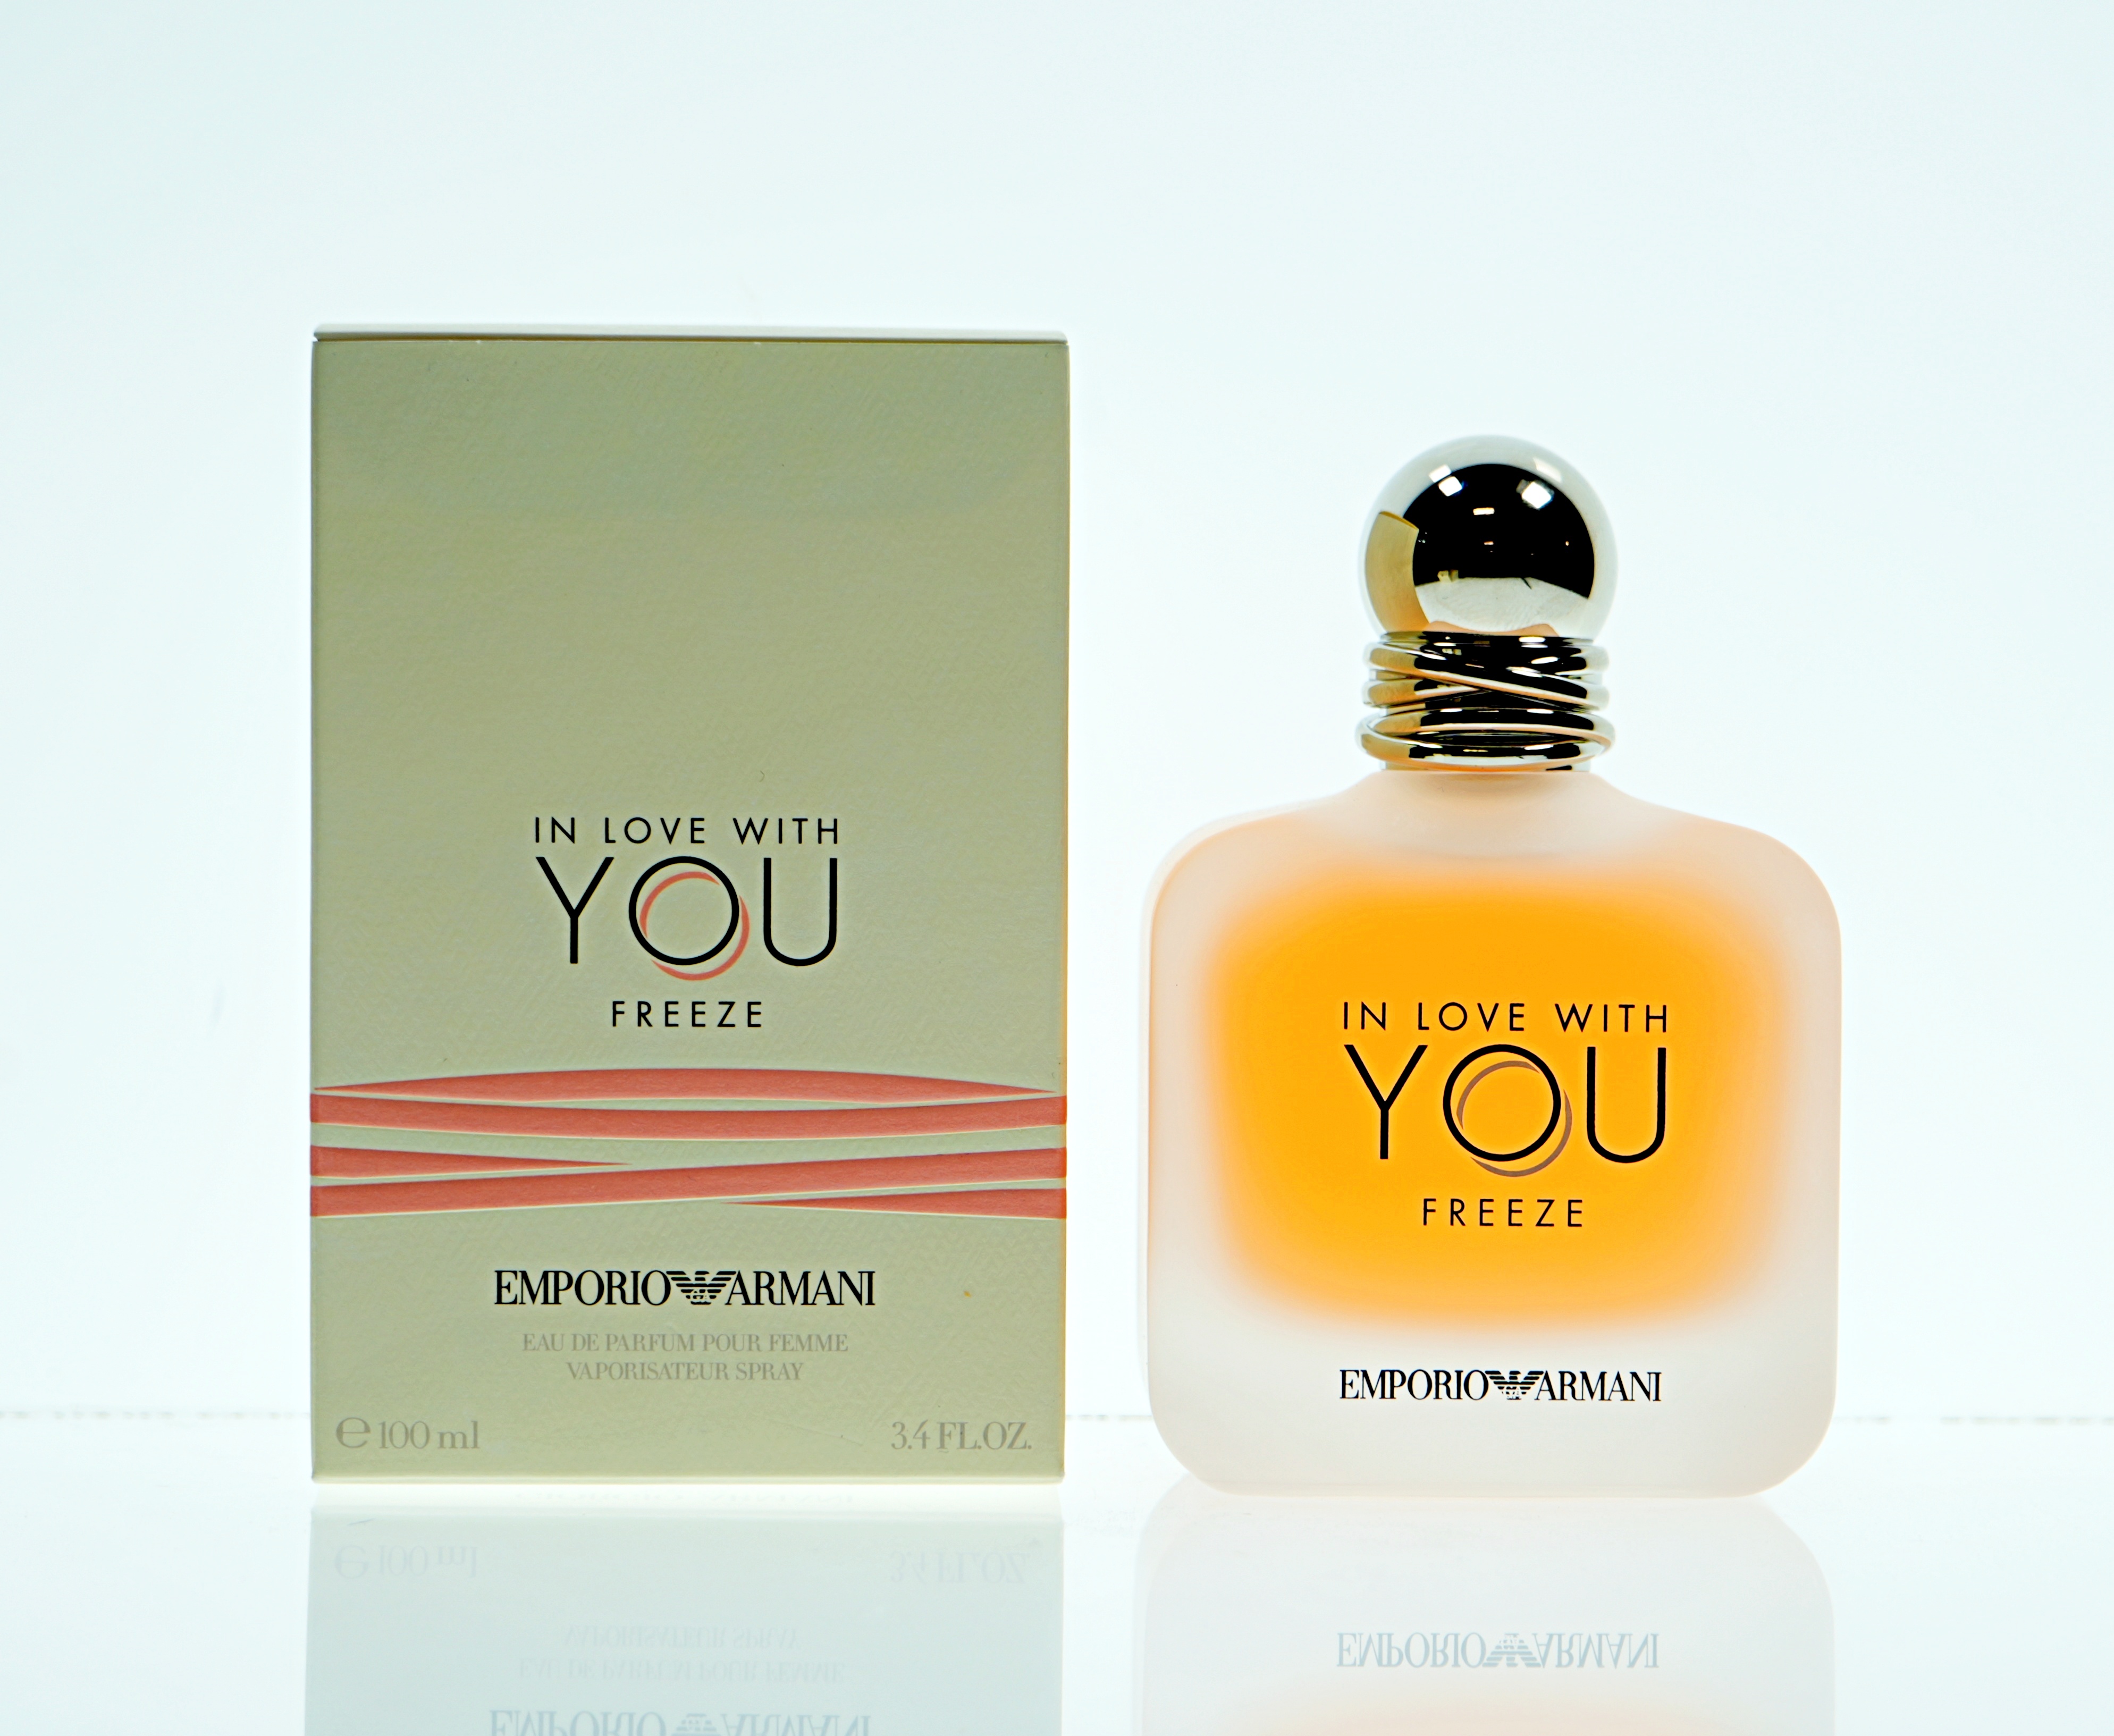 IN LOVE WITH
YOU
FREEZE
EMPORIO ARMANI
EAU DE PARFUM POUR FEMME
VAPORISATEUR SPRAY
℮ 100 ml
3.4 FL.OZ.
IN LOVE WITH
YOU
FREEZE
EMPORIO ARMANI